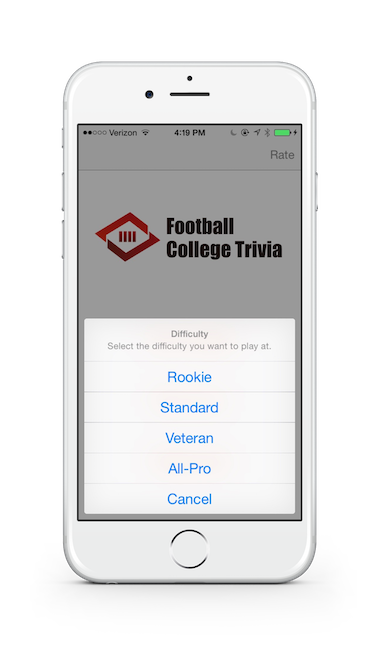 Verizon 4:19 PM
Rate
Football
College Trivia
Difficulty
Select the difficulty you want to play at.
Rookie
Standard
Veteran
All-Pro
Cancel